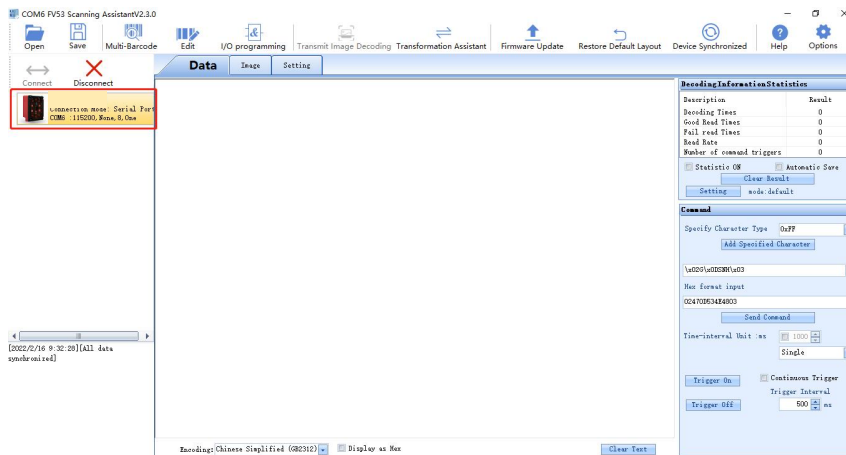 COM6 FV53 Scanning AssistantV2.3.0
Open Save Multi-Barcode Edit I/O programming Transmit Image Decoding Transformation Assistant Firmware Update Restore Default Layout Device Synchronized Help Options
Connect Disconnect
Connection mode: Serial Port
COM6 :115200,None,8,One
[2022/2/16 9:32:28][All data
synchronized]
Data Image Setting
Encoding: Chinese Simplified (GB2312) Display as Hex Clear Text
DecodingInformationStatistics
Description Result
Decoding Times 0
Good Read Times 0
Fail read Times 0
Read Rate 0
Number of command triggers 0
Statistic ON Automatic Save
Clear Result
Setting mode:default
Command
Specify Character Type 0xFF
Add Specified Character
\x02G\x0DSNH\x03
Hex format input
02470D534E4803
Send Command
Time-interval Unit :ms 1000
Single
Trigger On Continuous Trigger
Trigger Interval
Trigger Off 500 ms